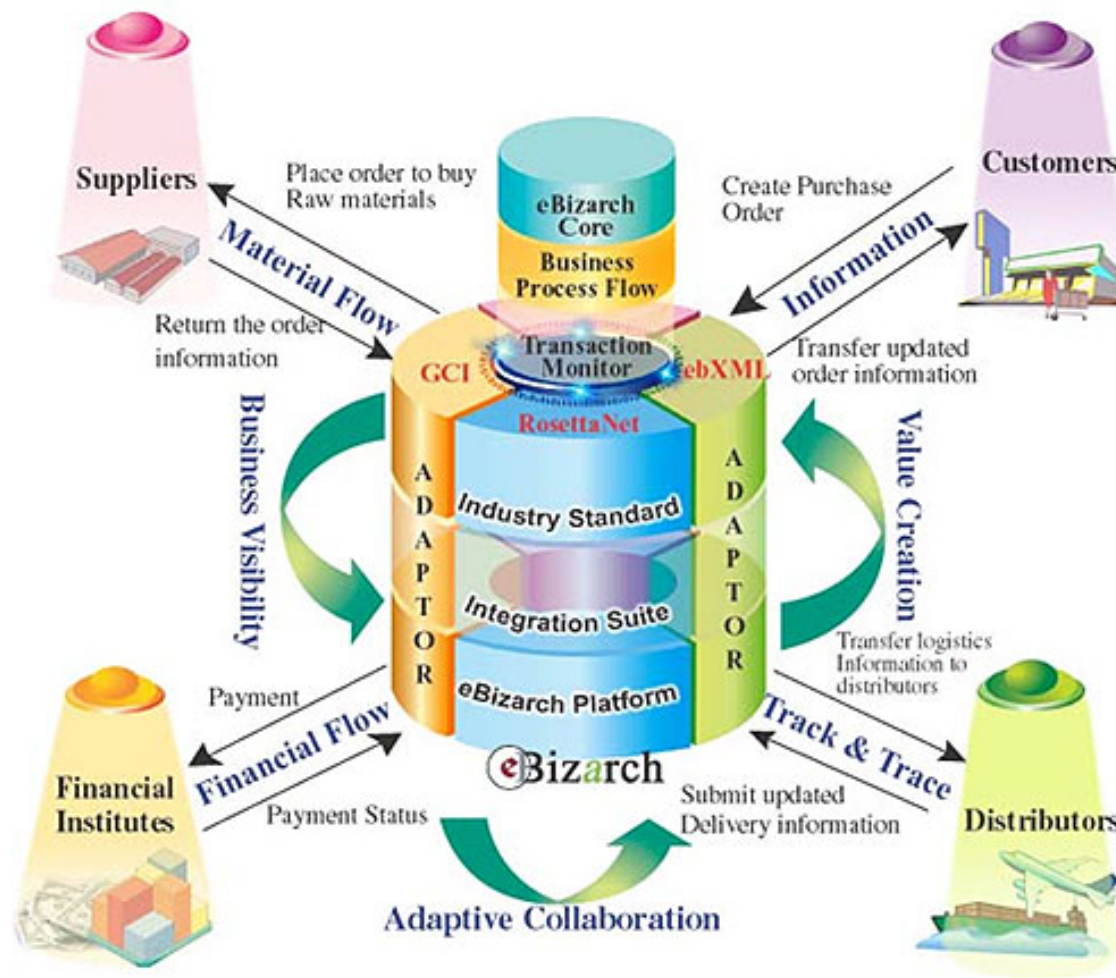 Suppliers
Place order to buy
Raw materials
Material Flow
Return the order
information
eBizarch
Core
Business
Process Flow
Transaction
Monitor
GCI
ebXML
RosettaNet
Customers
Create Purchase
Order
Information
Transfer updated
order information
Business Visibility
Value Creation
ADAPTOR
Industry Standard
Integration Suite
eBizarch Platform
ADAPTOR
eBizarch
Transfer logistics
Information to
distributors
Payment
Financial Flow
Payment Status
Financial
Institutes
Track & Trace
Submit updated
Delivery information
Distributors
Adaptive Collaboration